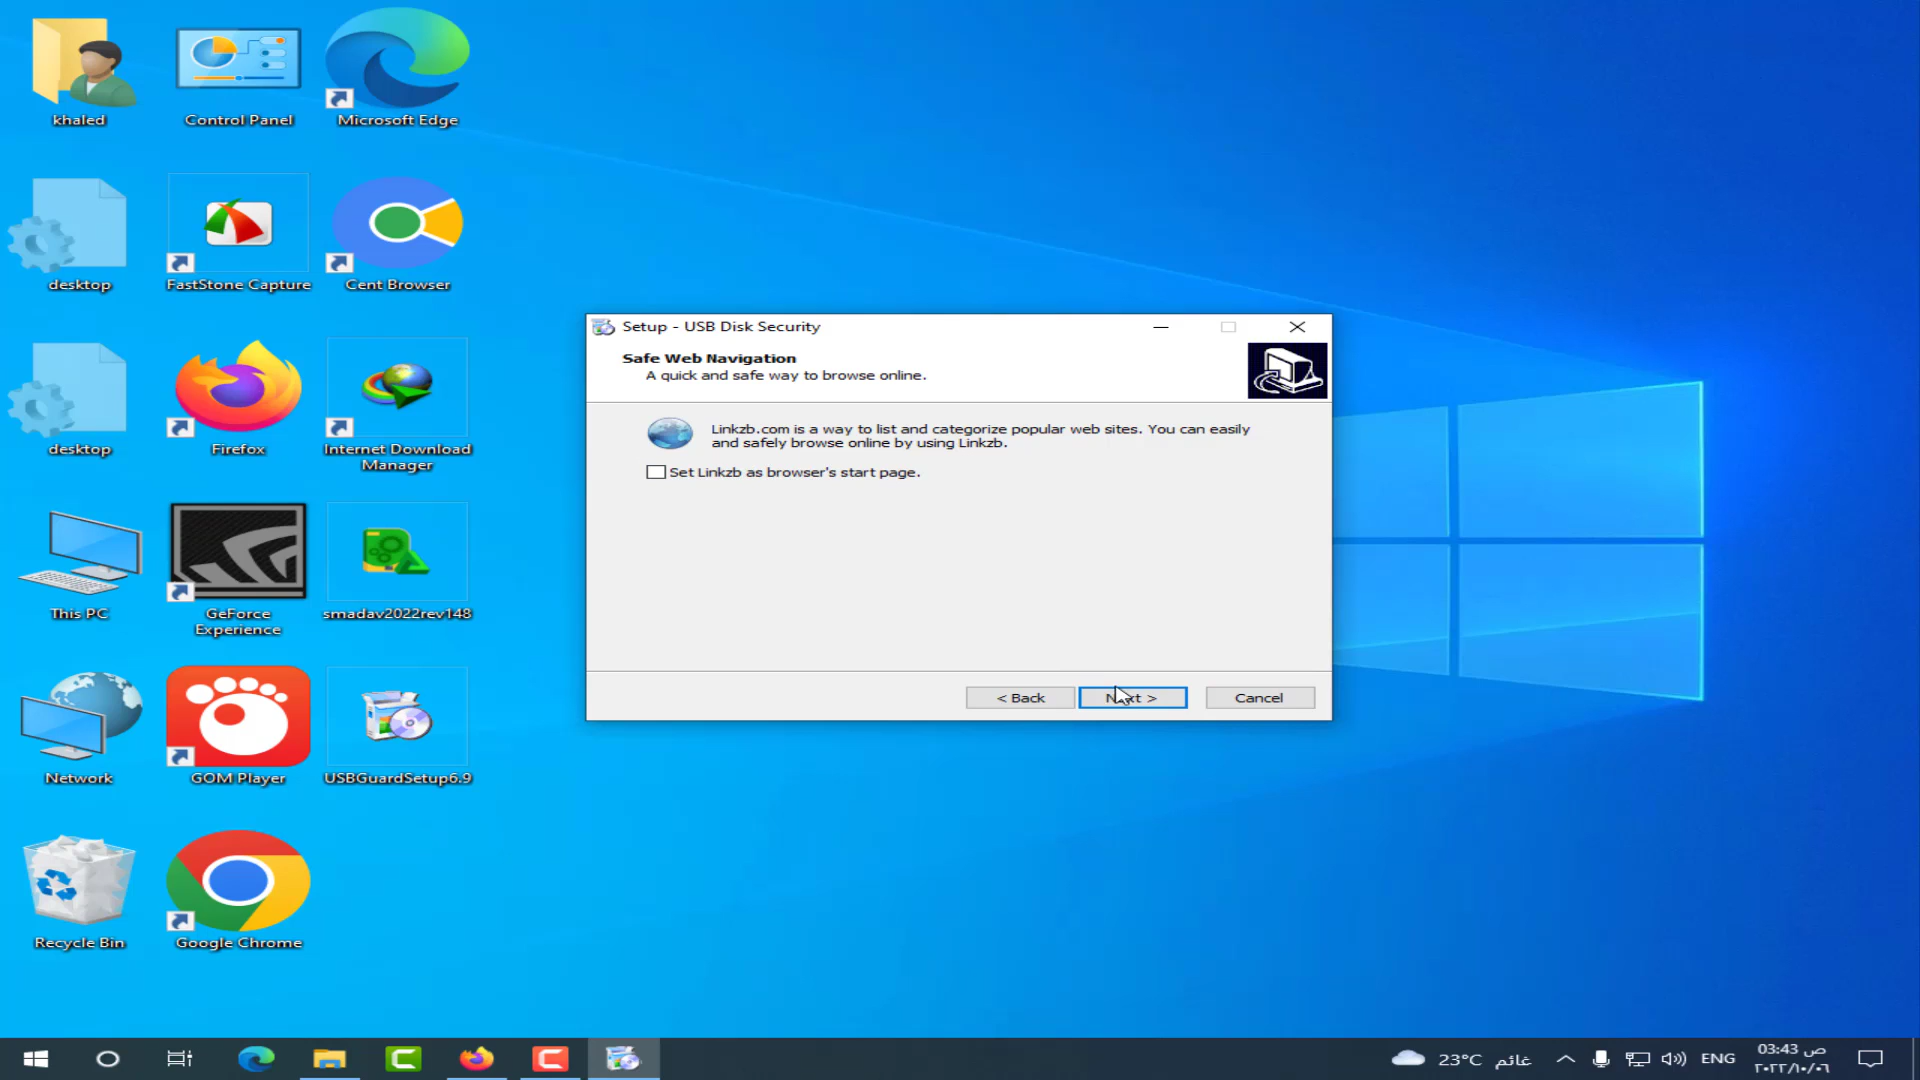 khaled
Control Panel
Microsoft Edge
desktop
FastStone Capture
Cent Browser
desktop
Firefox
Internet Download
Manager
This PC
GeForce
Experience
smadav2022rev148
Network
GOM Player
USBGuardSetup6.9
Recycle Bin
Google Chrome
Setup - USB Disk Security
Safe Web Navigation
A quick and safe way to browse online.
Linkzb.com is a way to list and categorize popular web sites. You can easily
and safely browse online by using Linkzb.
Set Linkzb as browser's start page.
< Back
Next >
Cancel
23°C غائم
ENG
03:43 ص
٢٠٢٢/١٠/٠٦